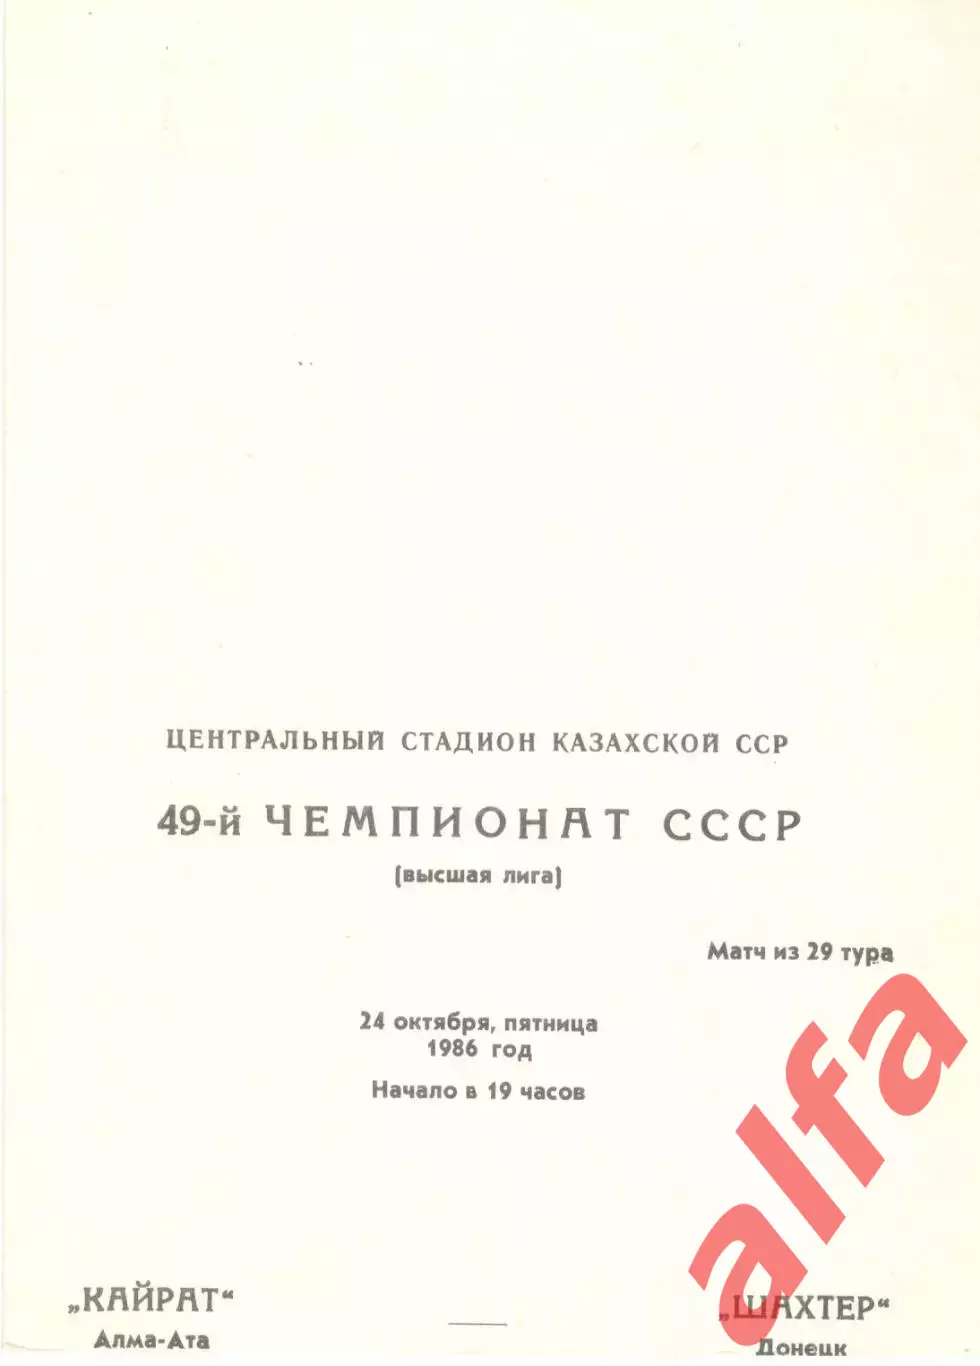 ЦЕНТРАЛЬНЫЙ СТАДИОН КАЗАХСКОЙ ССР
49-й ЧЕМПИОНАТ СССР
(высшая лига)
Матч из 29 тура
24 октября, пятница
1986 год
Начало в 19 часов
„КАЙРАТ“
Алма-Ата
„ШАХТЕР“
Донецк
alfa